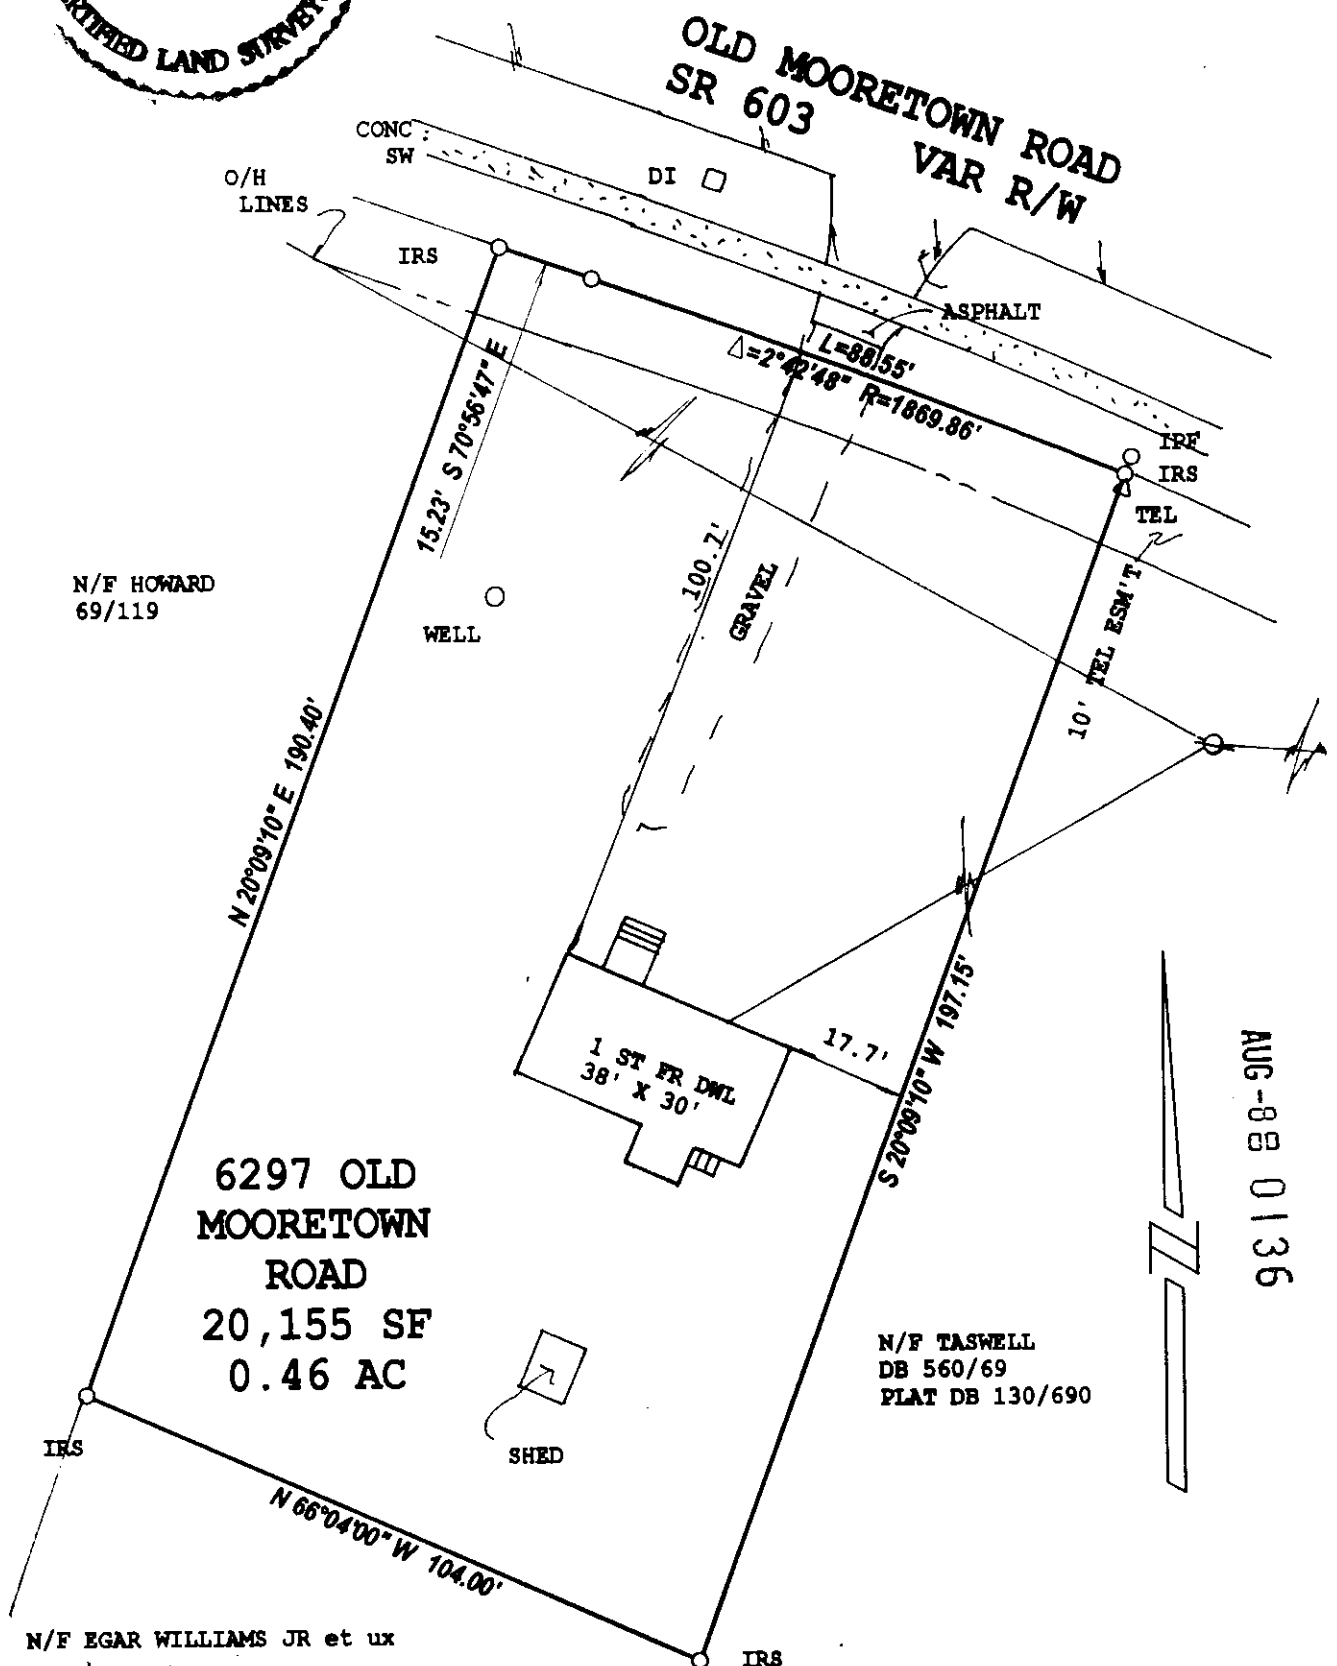 CERTIFIED LAND SURVEYOR
OLD MOORETOWN ROAD
SR 603
VAR R/W
CONC
SW
O/H
LINES
DI
IRS
ASPHALT
L=88.55'
Δ=2°42'48" R=1869.86'
IPF
IRS
TEL
15.23' S 70°56'47" E
100.7'
GRAVEL
10' TEL ESM'T
N/F HOWARD
69/119
WELL
N 20°09'10" E 190.40'
17.7'
S 20°09'10" W 197.15'
1 ST FR DWL
38' X 30'
AUG-88 0136
6297 OLD
MOORETOWN
ROAD
20,155 SF
0.46 AC
N/F TASWELL
DB 560/69
PLAT DB 130/690
SHED
IRS
N 66°04'00" W 104.00'
N/F EGAR WILLIAMS JR et ux
IRS